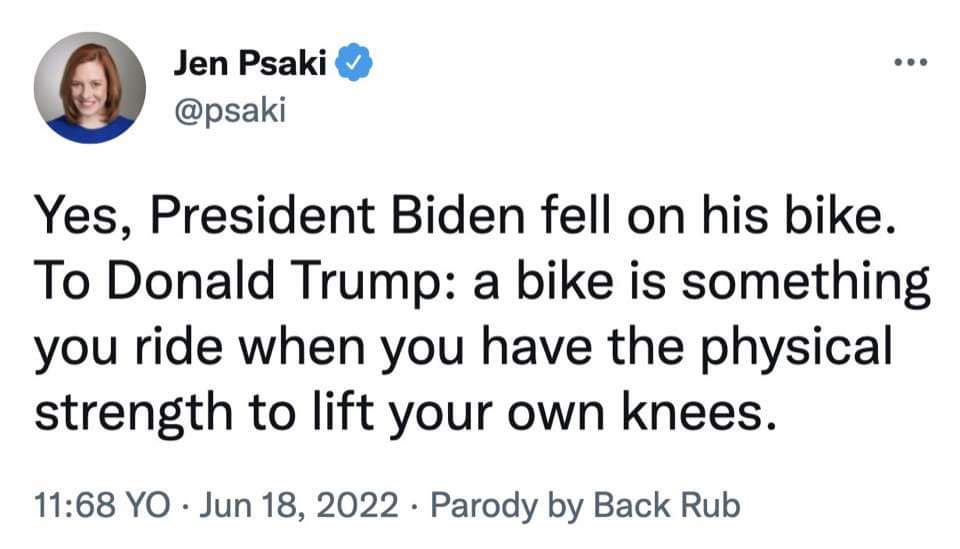 Jen Psaki
@psaki
Yes, President Biden fell on his bike.
To Donald Trump: a bike is something
you ride when you have the physical
strength to lift your own knees.
11:68 YO · Jun 18, 2022 · Parody by Back Rub